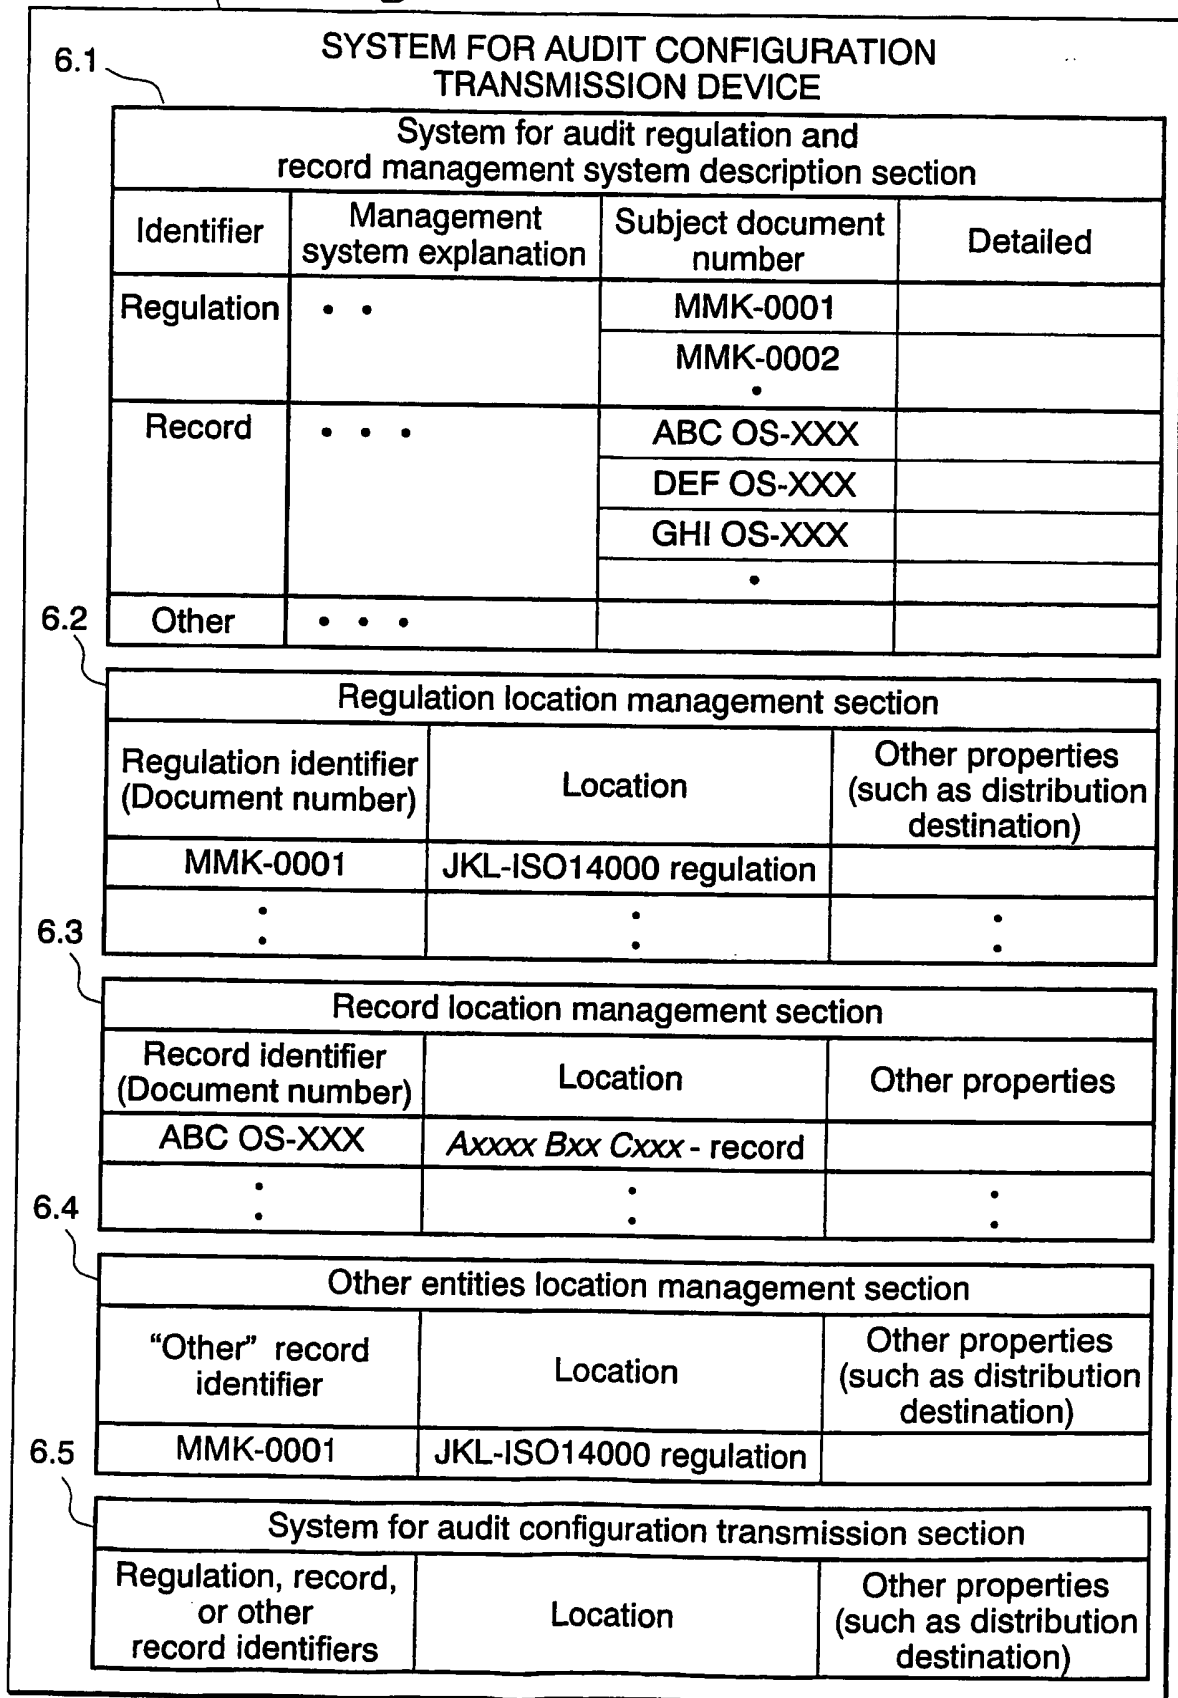 SYSTEM FOR AUDIT CONFIGURATION
TRANSMISSION DEVICE
6.1
System for audit regulation and
record management system description section
Identifier
Management
system explanation
Subject document
number
Detailed
Regulation
• •
MMK-0001
MMK-0002
•
Record
• • •
ABC OS-XXX
DEF OS-XXX
GHI OS-XXX
•
Other
• • •
6.2
Regulation location management section
Regulation identifier
(Document number)
Location
Other properties
(such as distribution
destination)
MMK-0001
JKL-ISO14000 regulation
6.3
Record location management section
Record identifier
(Document number)
Location
Other properties
ABC OS-XXX
Axxxx Bxx Cxxx - record
6.4
Other entities location management section
“Other” record
identifier
Location
Other properties
(such as distribution
destination)
MMK-0001
JKL-ISO14000 regulation
6.5
System for audit configuration transmission section
Regulation, record,
or other
record identifiers
Location
Other properties
(such as distribution
destination)